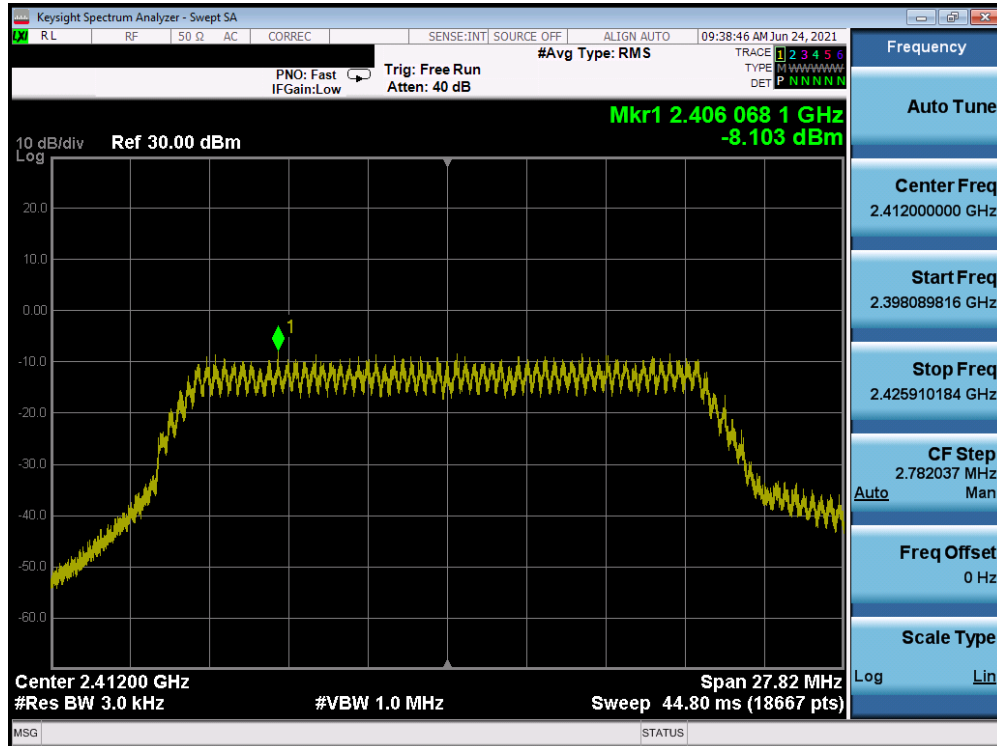 Keysight Spectrum Analyzer - Swept SA
LXI RL RF 50 Ω AC CORREC SENSE:INT SOURCE OFF ALIGN AUTO 09:38:46 AM Jun 24, 2021
#Avg Type: RMS
TRACE 1 2 3 4 5 6
TYPE M W W W W W
DET P N N N N N
PNO: Fast
IFGain:Low
Trig: Free Run
Atten: 40 dB
Mkr1 2.406 068 1 GHz
-8.103 dBm
10 dB/div Ref 30.00 dBm
Log
20.0
10.0
0.00
-10.0
-20.0
-30.0
-40.0
-50.0
-60.0
1
Center 2.41200 GHz Span 27.82 MHz
#Res BW 3.0 kHz #VBW 1.0 MHz Sweep 44.80 ms (18667 pts)
MSG STATUS
Frequency
Auto Tune
Center Freq
2.412000000 GHz
Start Freq
2.398089816 GHz
Stop Freq
2.425910184 GHz
CF Step
2.782037 MHz
Auto Man
Freq Offset
0 Hz
Scale Type
Log Lin